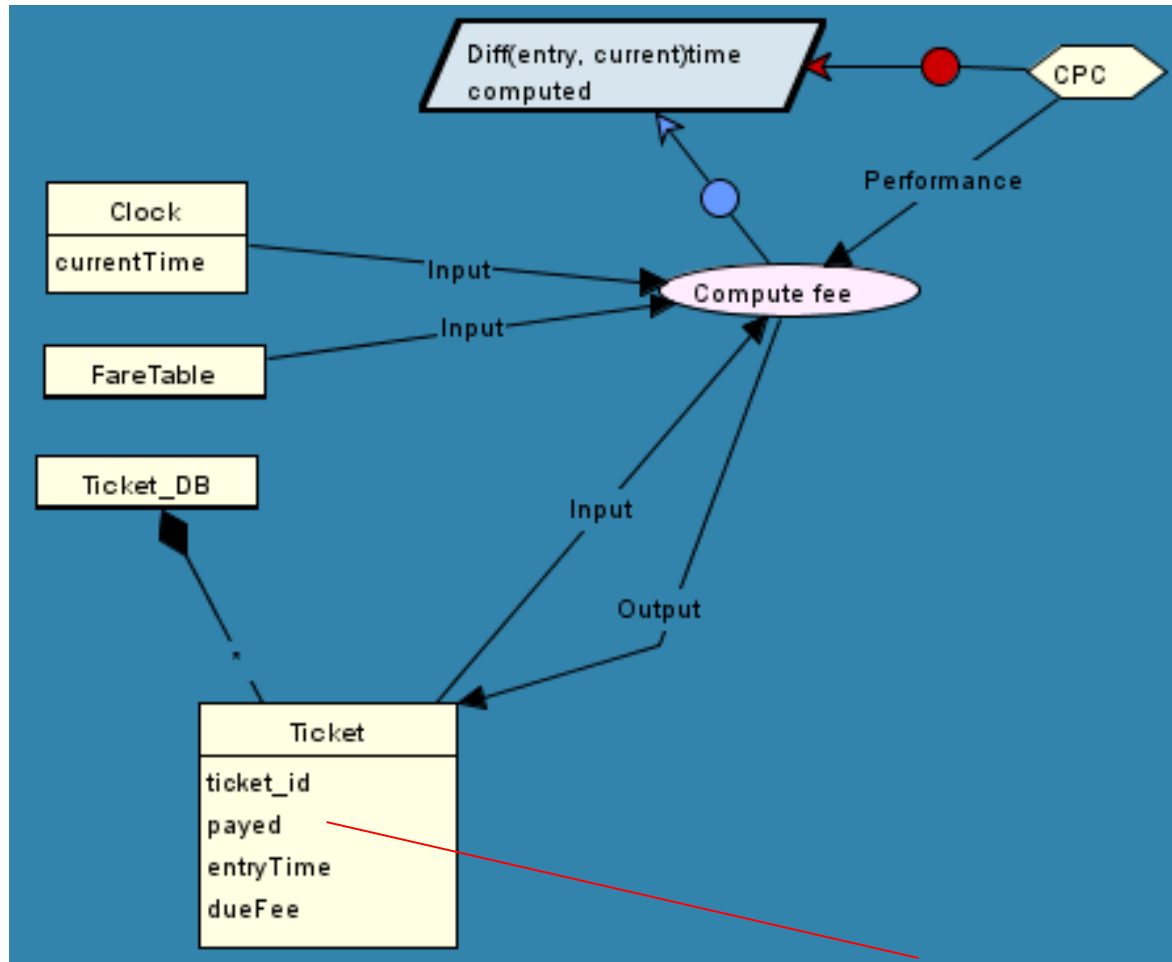 Diff(entry, current)time
computed
CPC
Performance
Clock
currentTime
Input
Compute fee
Input
FareTable
Ticket_DB
Input
Output
*
Ticket
ticket_id
payed
entryTime
dueFee